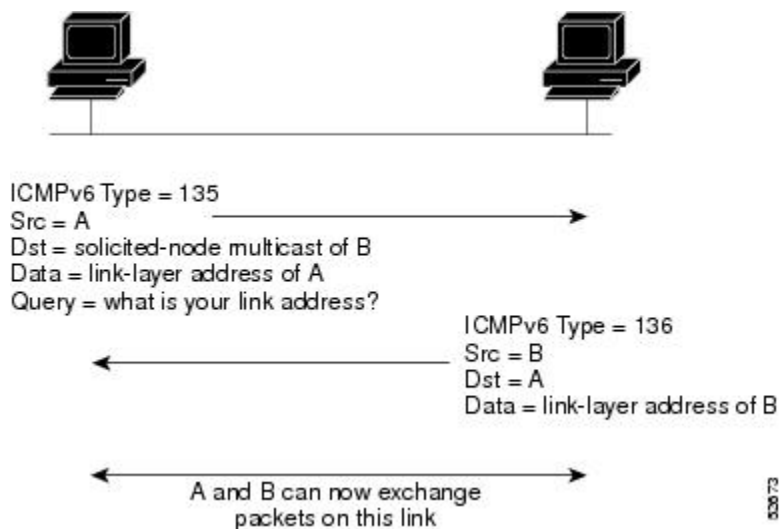 ICMPv6 Type = 135
Src = A
Dst = solicited-node multicast of B
Data = link-layer address of A
Query = what is your link address?
ICMPv6 Type = 136
Src = B
Dst = A
Data = link-layer address of B
A and B can now exchange
packets on this link